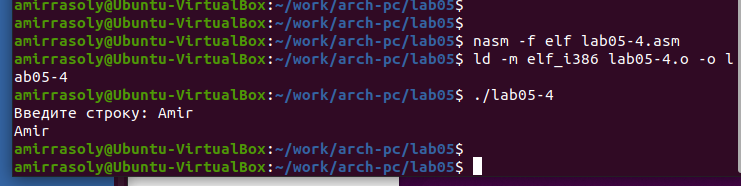 amirrasoly@Ubuntu-VirtualBox:~/work/arch-pc/lab05$
amirrasoly@Ubuntu-VirtualBox:~/work/arch-pc/lab05$
amirrasoly@Ubuntu-VirtualBox:~/work/arch-pc/lab05$ nasm -f elf lab05-4.asm
amirrasoly@Ubuntu-VirtualBox:~/work/arch-pc/lab05$ ld -m elf_i386 lab05-4.o -o l
ab05-4
amirrasoly@Ubuntu-VirtualBox:~/work/arch-pc/lab05$ ./lab05-4
Введите строку: Amir
Amir
amirrasoly@Ubuntu-VirtualBox:~/work/arch-pc/lab05$
amirrasoly@Ubuntu-VirtualBox:~/work/arch-pc/lab05$